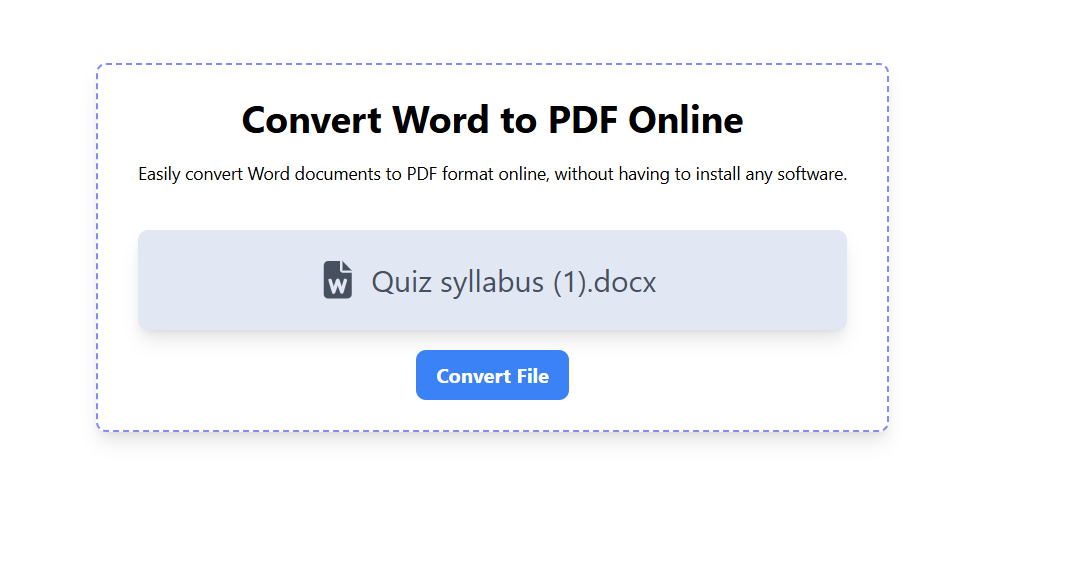 Convert Word to PDF Online
Easily convert Word documents to PDF format online, without having to install any software.
W Quiz syllabus (1).docx
Convert File